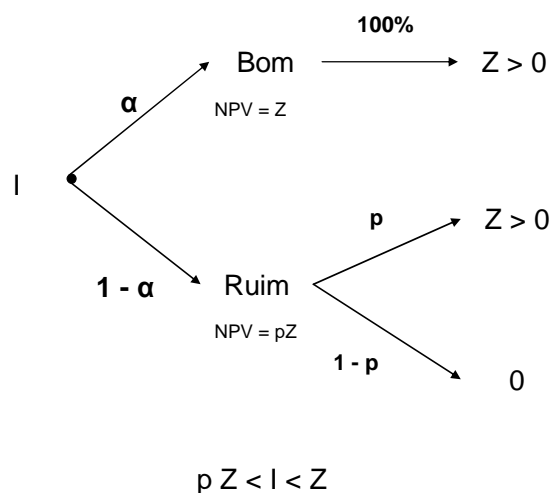 100%
Bom
Z > 0
α
NPV = Z
I
p
Z > 0
1 - α
Ruim
NPV = pZ
1 - p
0
p Z < I < Z